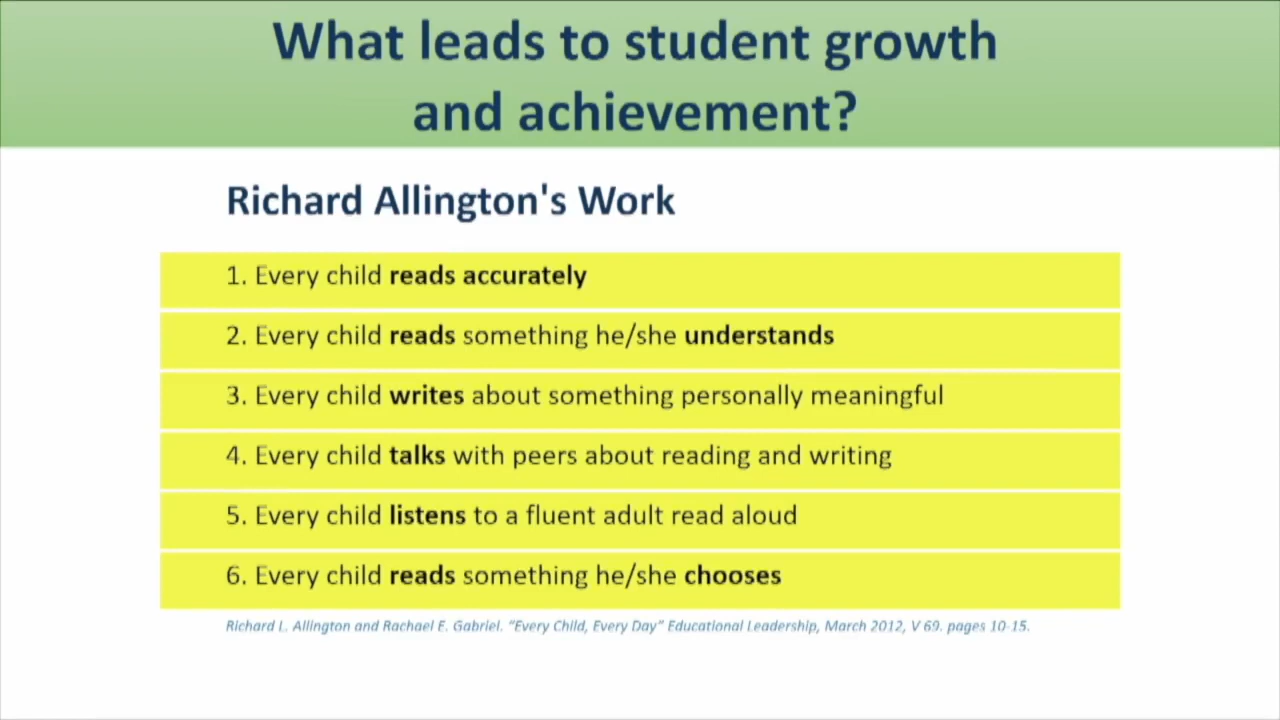 What leads to student growth
and achievement?
Richard Allington's Work
1. Every child reads accurately
2. Every child reads something he/she understands
3. Every child writes about something personally meaningful
4. Every child talks with peers about reading and writing
5. Every child listens to a fluent adult read aloud
6. Every child reads something he/she chooses
Richard L. Allington and Rachael E. Gabriel. “Every Child, Every Day” Educational Leadership, March 2012, V 69. pages 10-15.